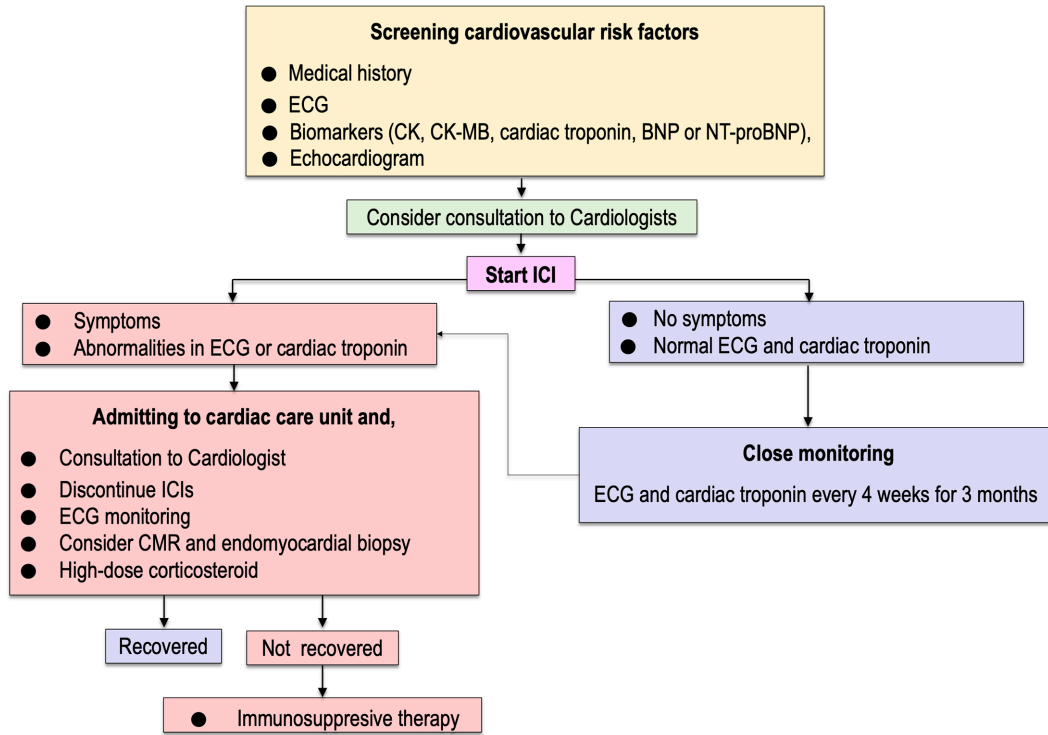 Screening cardiovascular risk factors
● Medical history
● ECG
● Biomarkers (CK, CK-MB, cardiac troponin, BNP or NT-proBNP),
● Echocardiogram
Consider consultation to Cardiologists
Start ICI
● Symptoms
● Abnormalities in ECG or cardiac troponin
● No symptoms
● Normal ECG and cardiac troponin
Admitting to cardiac care unit and,
● Consultation to Cardiologist
● Discontinue ICIs
● ECG monitoring
● Consider CMR and endomyocardial biopsy
● High-dose corticosteroid
Close monitoring
ECG and cardiac troponin every 4 weeks for 3 months
Recovered
Not recovered
● Immunosuppresive therapy